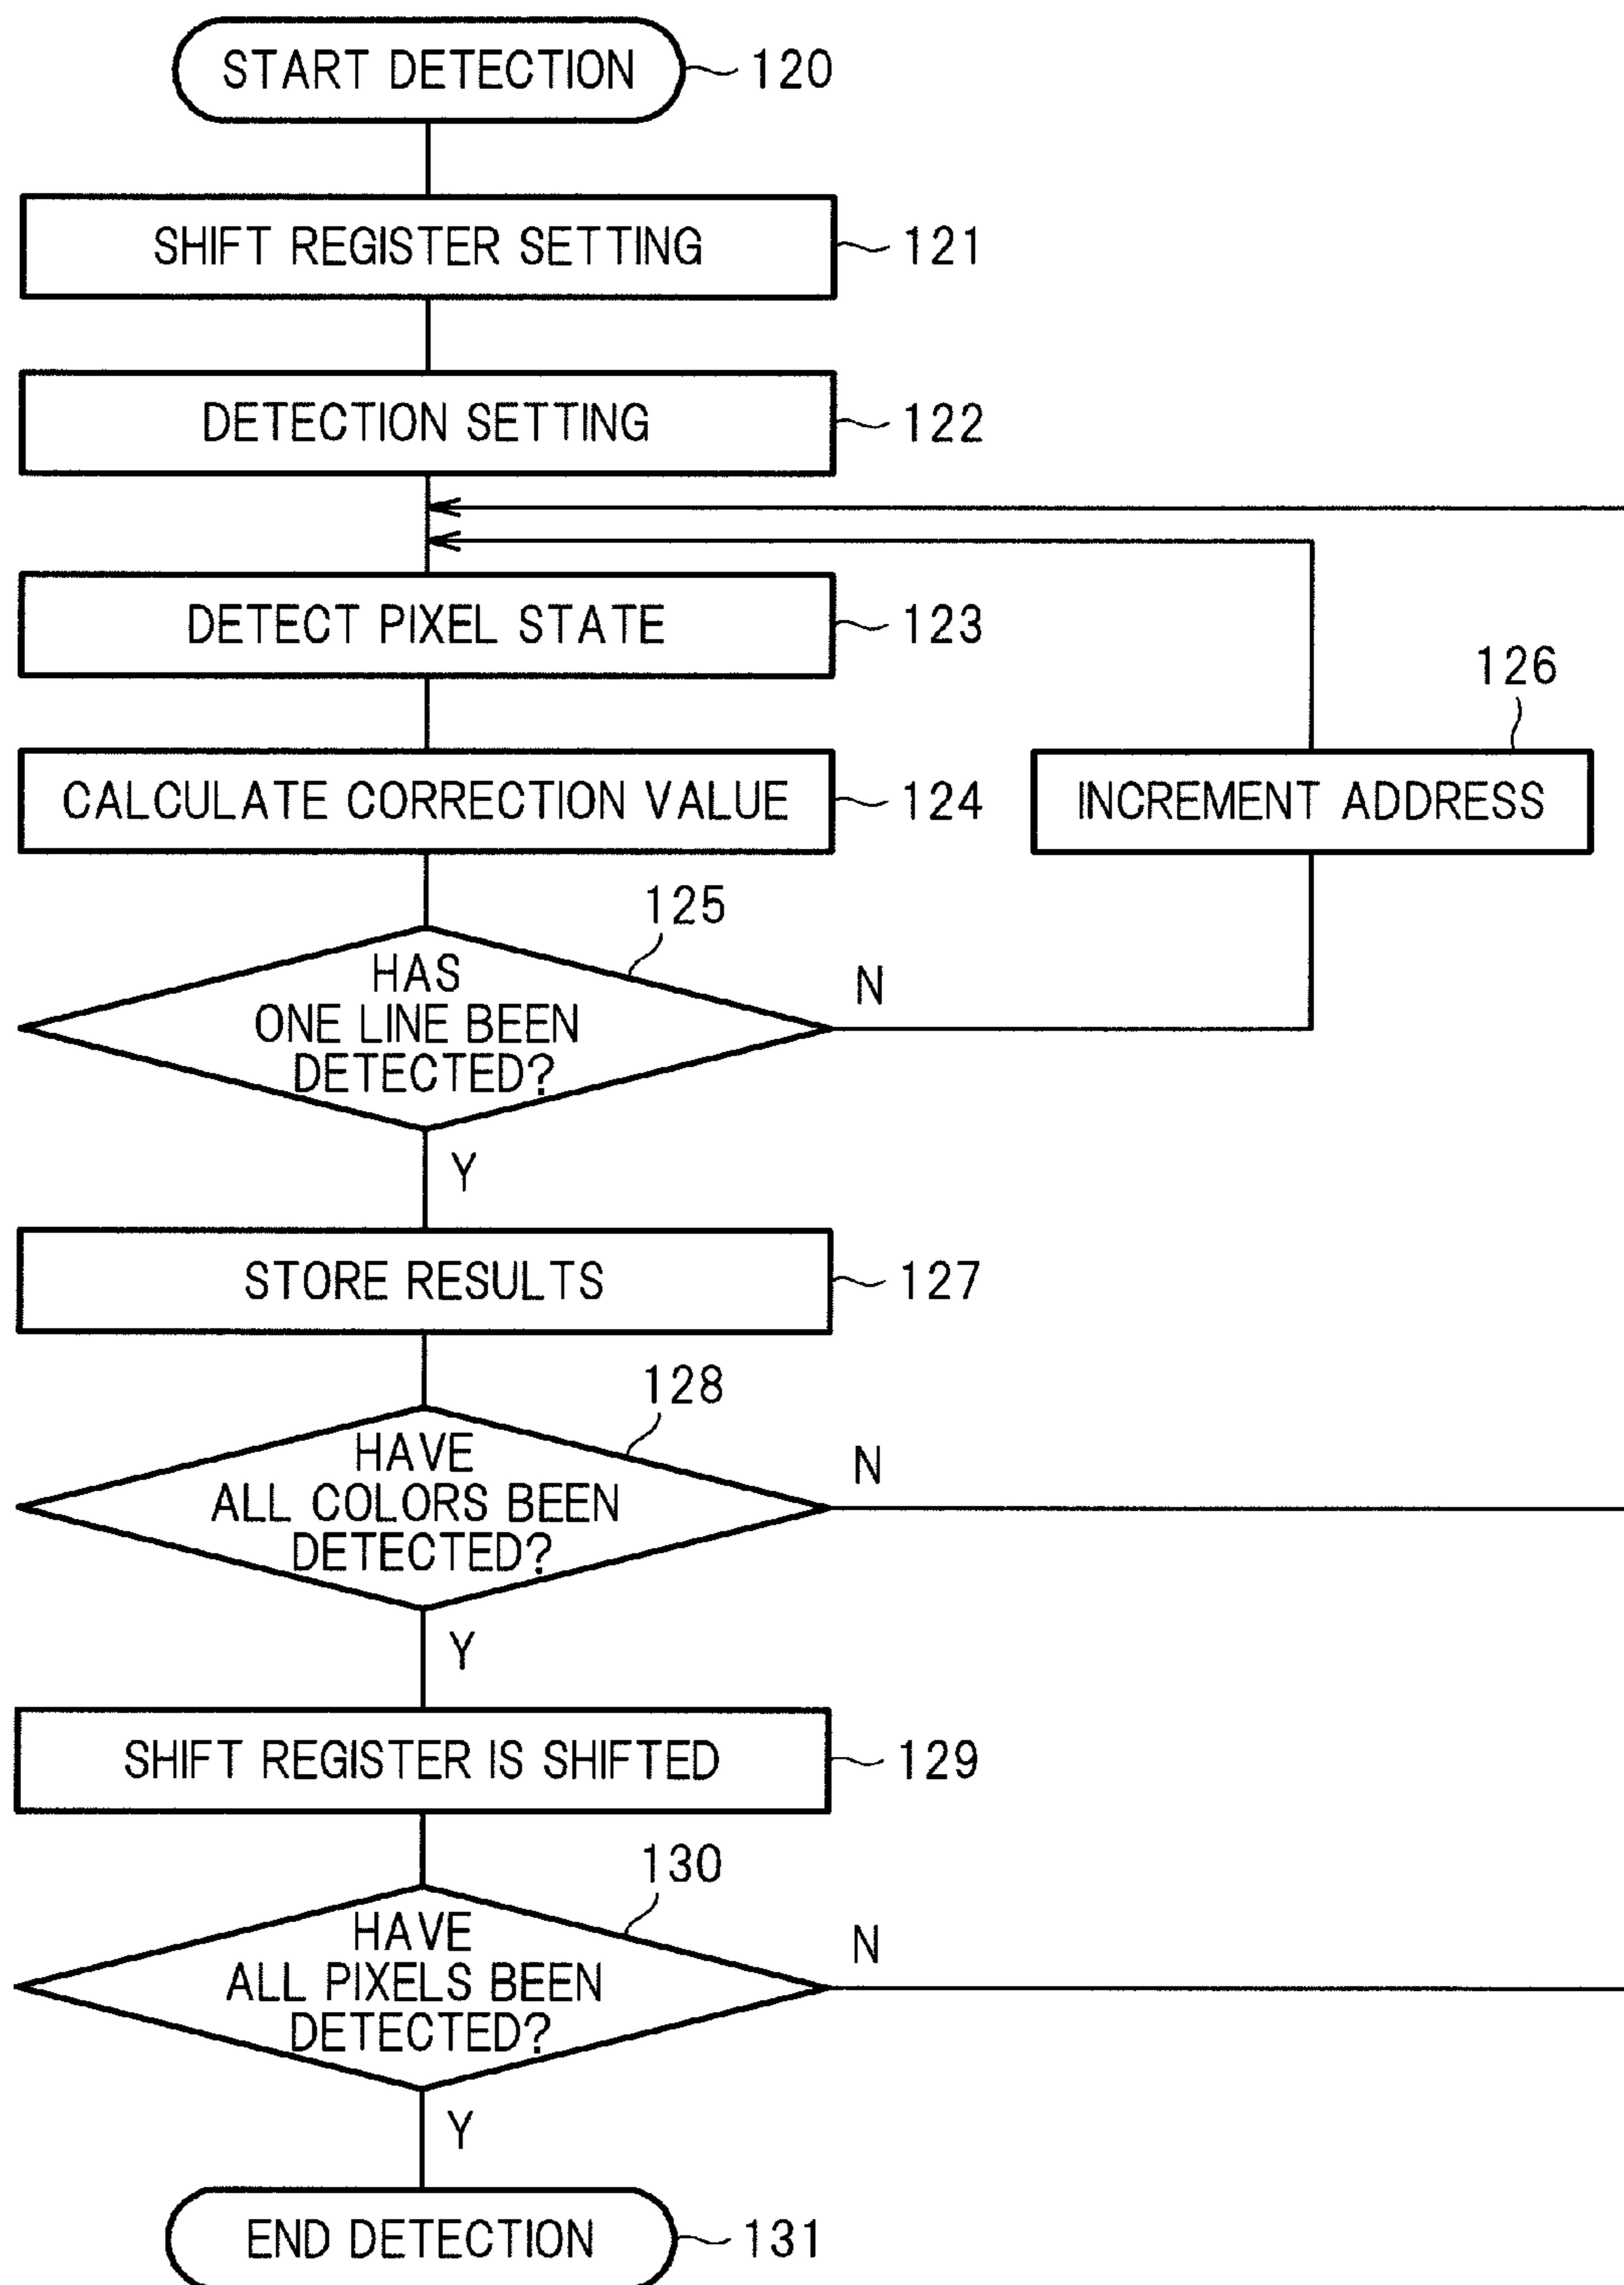 START DETECTION
120
SHIFT REGISTER SETTING
121
DETECTION SETTING
122
DETECT PIXEL STATE
123
126
CALCULATE CORRECTION VALUE
124
INCREMENT ADDRESS
125
HAS
ONE LINE BEEN
DETECTED?
N
Y
STORE RESULTS
127
128
HAVE
ALL COLORS BEEN
DETECTED?
N
Y
SHIFT REGISTER IS SHIFTED
129
130
HAVE
ALL PIXELS BEEN
DETECTED?
N
Y
END DETECTION
131